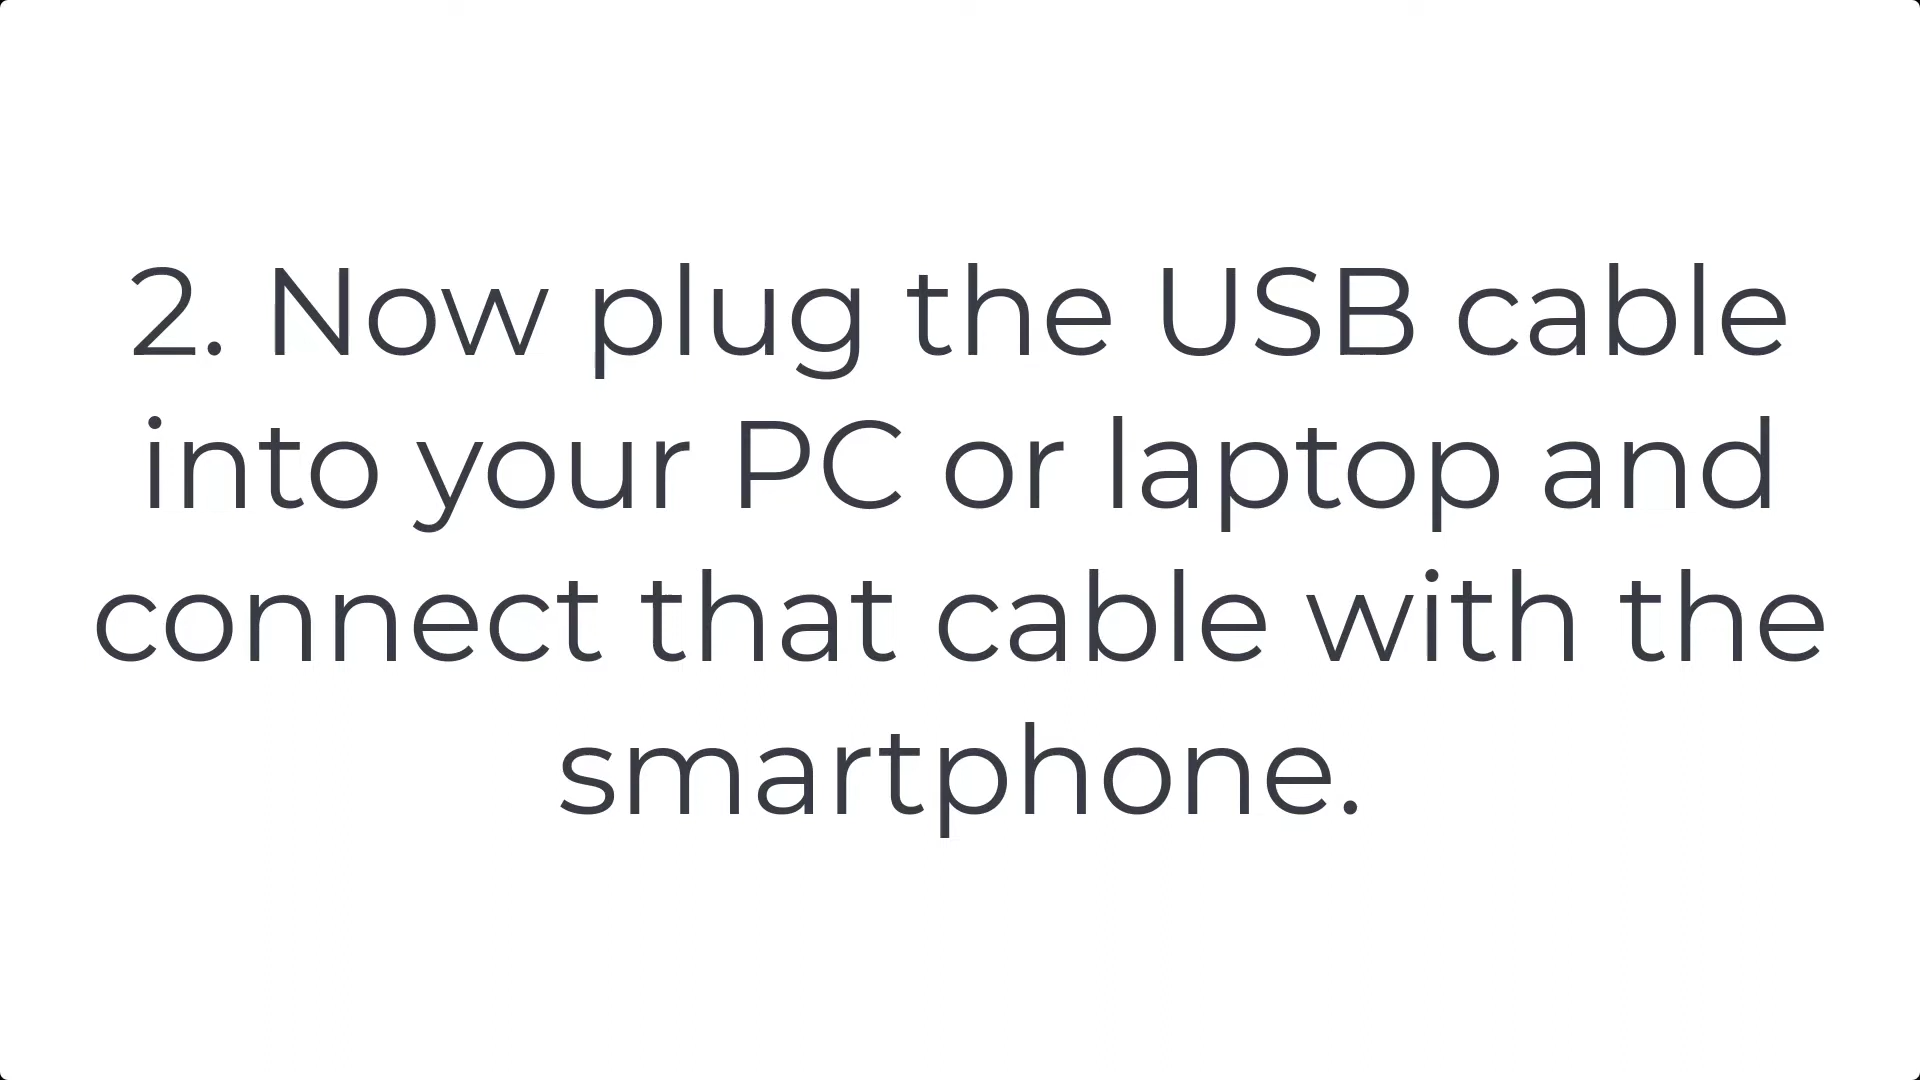 2. Now plug the USB cable
into your PC or laptop and
connect that cable with the
smartphone.